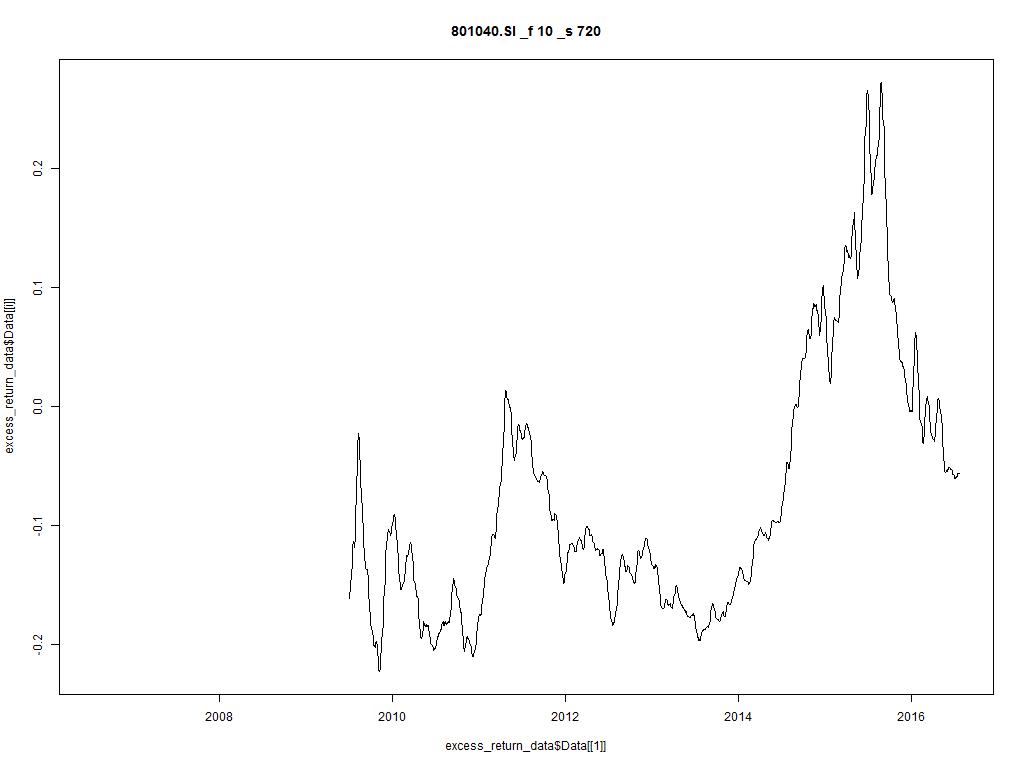 801040.SI _f 10 _s 720
excess_return_data$Data[[i]]
0.2
0.1
0.0
-0.1
-0.2
2008 2010 2012 2014 2016
excess_return_data$Data[[1]]